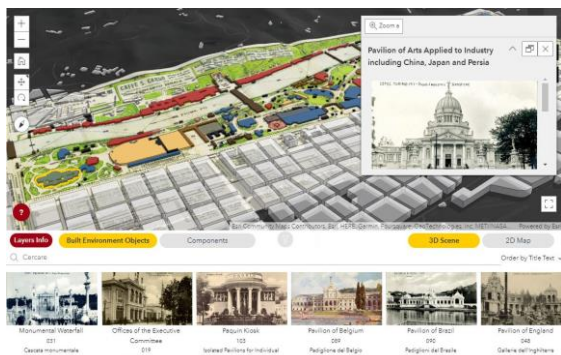 Zoom a
Pavilion of Arts Applied to Industry
including China, Japan and Persia
?
Esri Community Maps Contributors, Esri, HERE, Garmin, Foursquare, GeoTechnologies, Inc, METI/NASA,
Powered by Esri
Layers Info
Built Environment Objects
Components
3D Scene
2D Map
Cercare
Order by Title Text
Monumental Waterfall
031
Cascata monumentale
Offices of the Executive
Committee
019
Pequin Kiosk
103
Isolated Pavilions for Individual
Pavilion of Belgium
089
Padiglione del Belgio
Pavilion of Brazil
090
Padiglioni del Brasile
Pavilion of England
048
Gallerie dell'Inghilterra